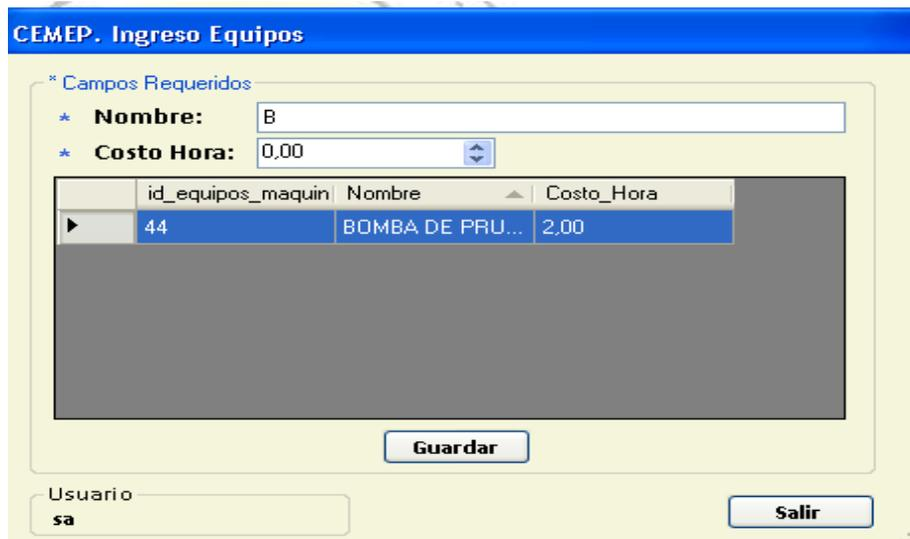 CEMEP. Ingreso Equipos
* Campos Requeridos
* Nombre: B
* Costo Hora: 0,00
id_equipos_maquin Nombre Costo_Hora
44 BOMBA DE PRU... 2,00
Guardar
Usuario
sa
Salir